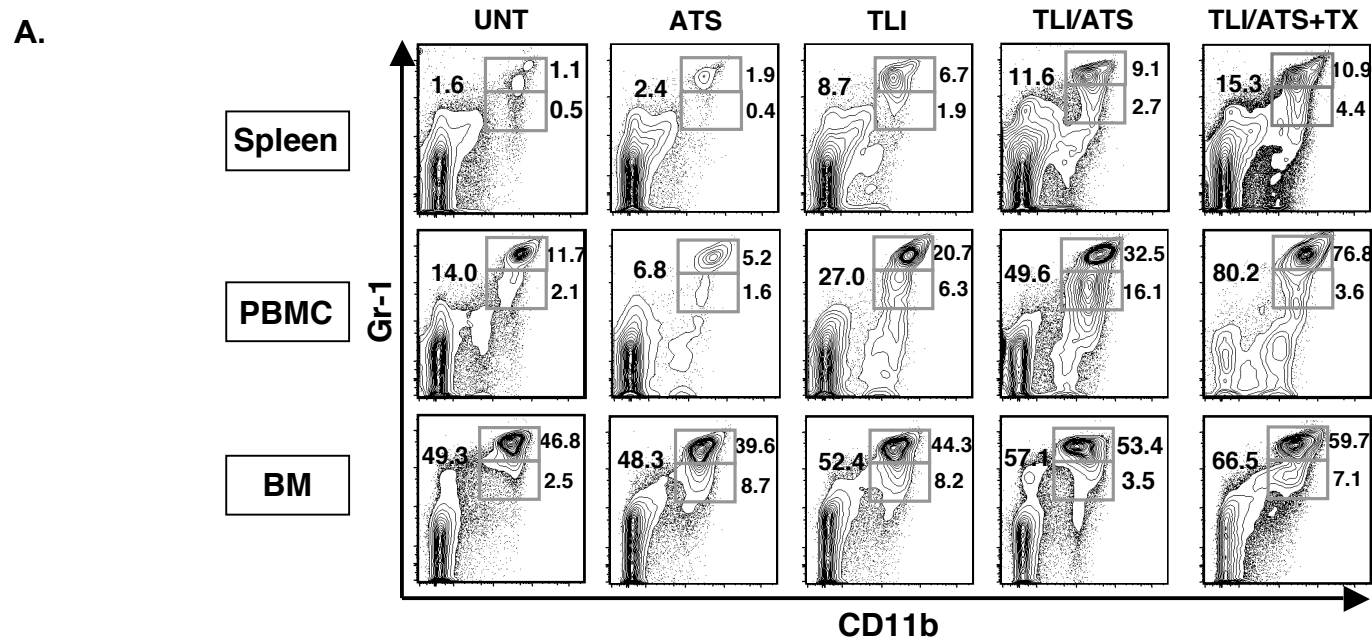 A.
UNT ATS TLI TLI/ATS TLI/ATS+TX
Spleen
1.6 1.1 0.5
2.4 1.9 0.4
8.7 6.7 1.9
11.6 9.1 2.7
15.3 10.9 4.4
PBMC
14.0 11.7 2.1
6.8 5.2 1.6
27.0 20.7 6.3
49.6 32.5 16.1
80.2 76.8 3.6
BM
49.3 46.8 2.5
48.3 39.6 8.7
52.4 44.3 8.2
57.1 53.4 3.5
66.5 59.7 7.1
Gr-1
CD11b